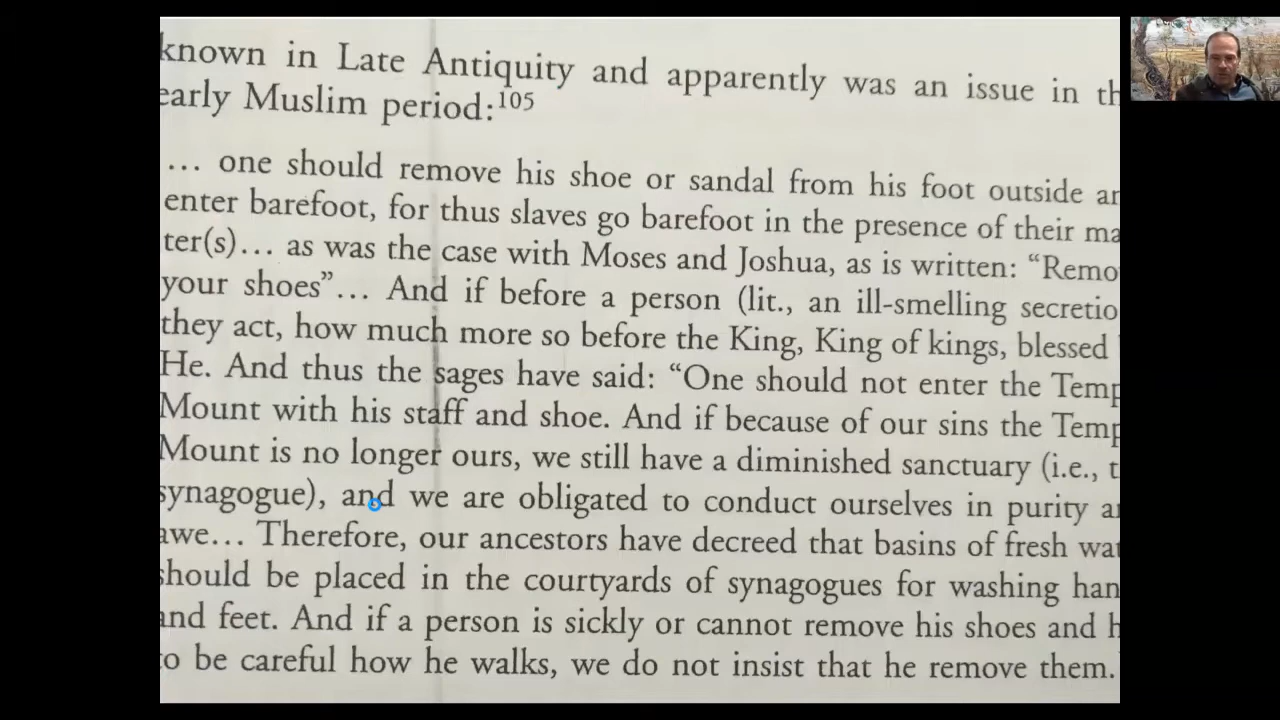 known in Late Antiquity and apparently was an issue in th
early Muslim period:105
… one should remove his shoe or sandal from his foot outside an
enter barefoot, for thus slaves go barefoot in the presence of their ma
ter(s)… as was the case with Moses and Joshua, as is written: “Remo
your shoes”… And if before a person (lit., an ill-smelling secretio
they act, how much more so before the King, King of kings, blessed
He. And thus the sages have said: “One should not enter the Temp
Mount with his staff and shoe. And if because of our sins the Temp
Mount is no longer ours, we still have a diminished sanctuary (i.e., t
synagogue), and we are obligated to conduct ourselves in purity an
awe… Therefore, our ancestors have decreed that basins of fresh wat
should be placed in the courtyards of synagogues for washing han
and feet. And if a person is sickly or cannot remove his shoes and h
to be careful how he walks, we do not insist that he remove them.